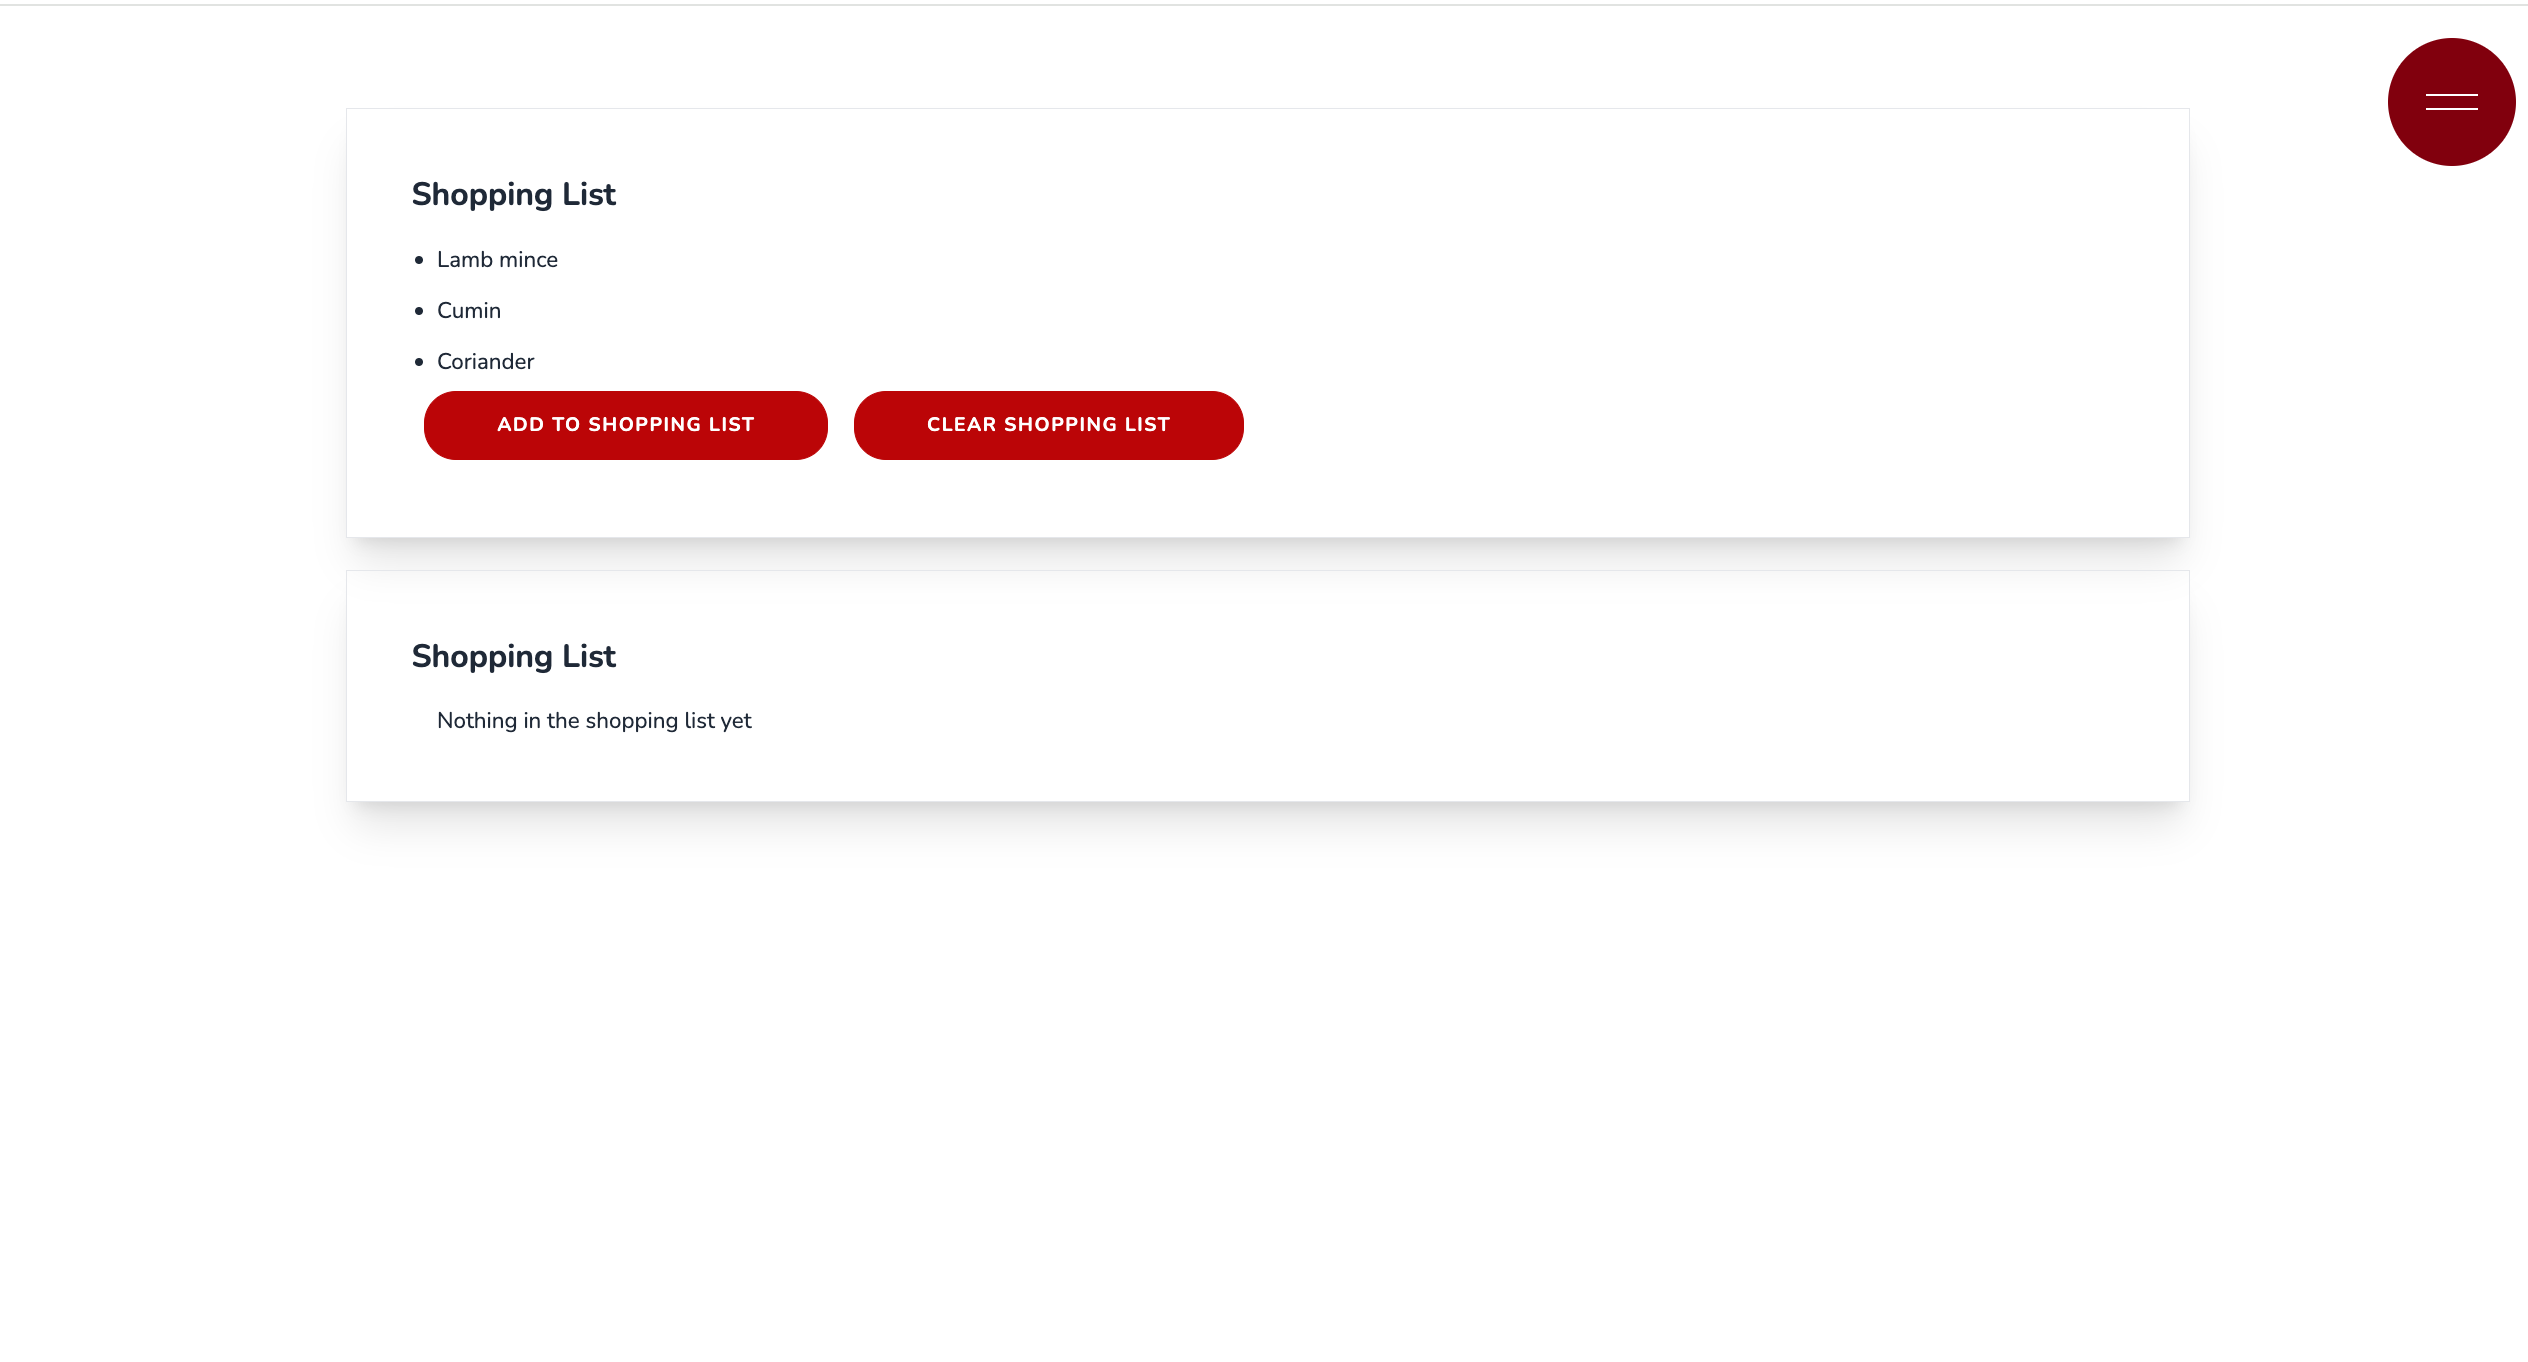 Shopping List
Lamb mince
Cumin
Coriander
ADD TO SHOPPING LIST CLEAR SHOPPING LIST
Shopping List
Nothing in the shopping list yet